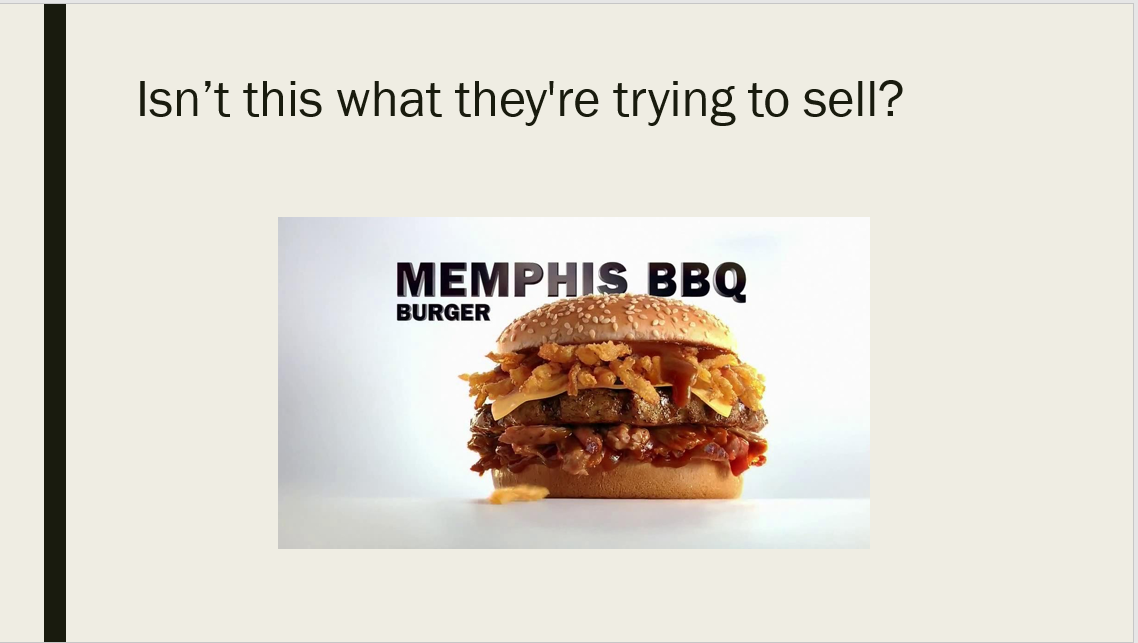 Isn’t this what they're trying to sell?
MEMPHIS BBQ
BURGER